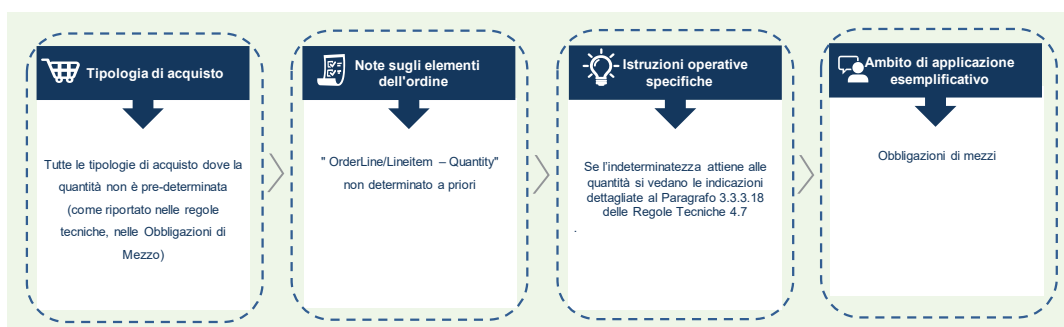 Tipologia di acquisto
Tutte le tipologie di acquisto dove la
quantità non è pre-determinata
(come riportato nelle regole
tecniche, nelle Obbligazioni di
Mezzo)
Note sugli elementi
dell'ordine
" OrderLine/Lineitem – Quantity"
non determinato a priori
Istruzioni operative
specifiche
Se l'indeterminatezza attiene alle
quantità si vedano le indicazioni
dettagliate al Paragrafo 3.3.3.18
delle Regole Tecniche 4.7
.
Ambito di applicazione
esemplificativo
Obbligazioni di mezzi